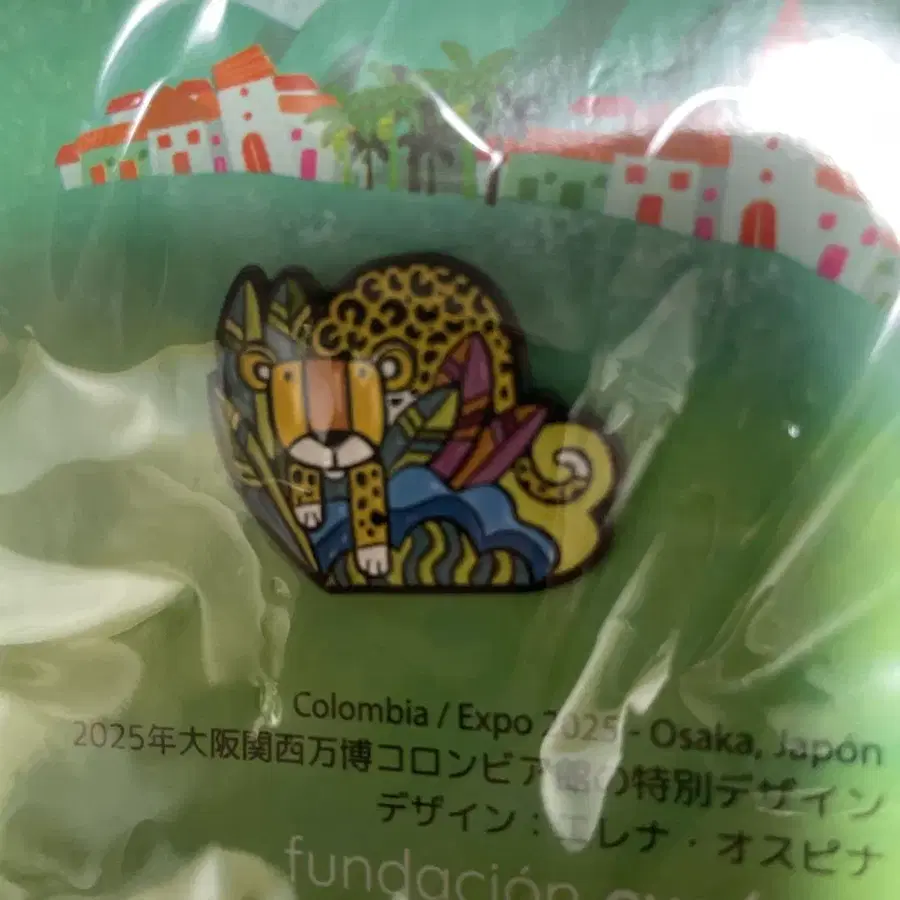 Colombia / Expo 2025 - Osaka, Japón
2025年大阪関西万博コロンビア館の特別デザイン
デザイン：エレナ・オスピナ
fundación